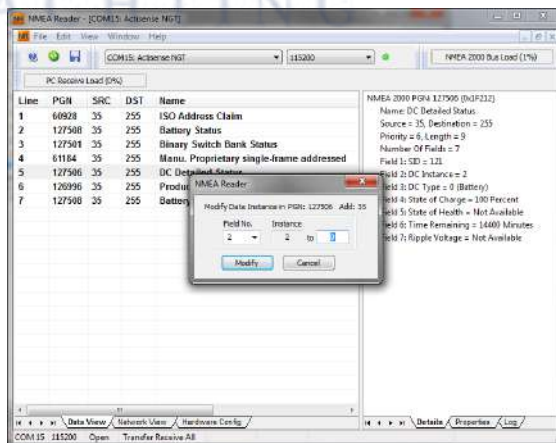 NMEA Reader - [COM15: Actisense NGT]
File Edit View Window Help
COM15: Actisense NGT
115200
NMEA 2000 Bus Load (1%)
PC Receive Load (0%)
Line PGN SRC DST Name
1 60928 35 255 ISO Address Claim
2 127508 35 255 Battery Status
3 127501 35 255 Binary Switch Bank Status
4 61184 35 255 Manu. Proprietary single-frame addressed
5 127506 35 255 DC Detailed Status
6 126996 35 255 Produc
7 127508 35 255 Battery
NMEA 2000 PGN 127506 (0x1F212)
Name: DC Detailed Status
Source = 35, Destination = 255
Priority = 6, Length = 9
Number Of Fields = 7
Field 1: SID = 121
Field 2: DC Instance = 2
Field 3: DC Type = 0 (Battery)
Field 4: State of Charge = 100 Percent
Field 5: State of Health = Not Available
Field 6: Time Remaining = 14400 Minutes
Field 7: Ripple Voltage = Not Available
NMEA Reader
Modify Data Instance in PGN: 127506 Add: 35
Field No. Instance
2 2 to
Modify Cancel
Data View Network View Hardware Config
Details Properties Log
COM 15 115200 Open Transfer Receive All